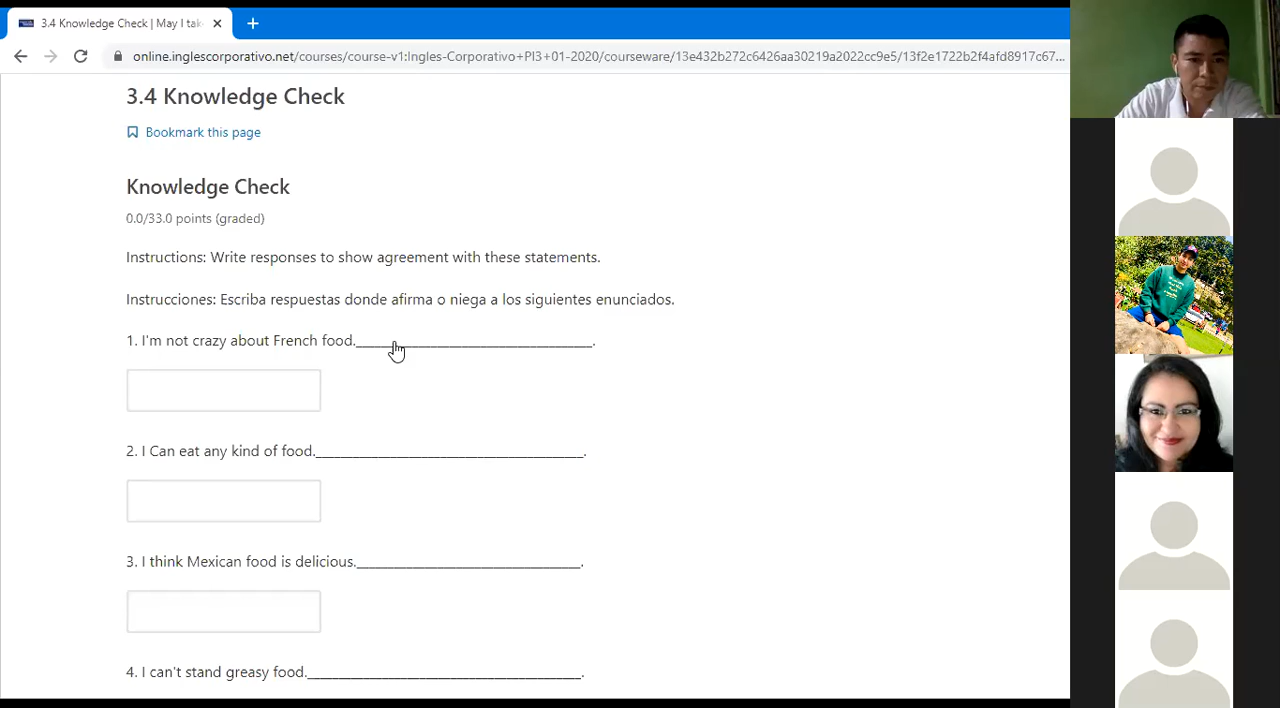 3.4 Knowledge Check | May I tak
online.inglescorporativo.net/courses/course-v1:Ingles-Corporativo+PI3+01-2020/courseware/13e432b272c6426aa30219a2022cc9e5/13f2e1722b2f4afd8917c67...
3.4 Knowledge Check
Bookmark this page
Knowledge Check
0.0/33.0 points (graded)
Instructions: Write responses to show agreement with these statements.
Instrucciones: Escriba respuestas donde afirma o niega a los siguientes enunciados.
1. I'm not crazy about French food.______________________________.
2. I Can eat any kind of food.__________________________________.
3. I think Mexican food is delicious.____________________________.
4. I can't stand greasy food.___________________________________.